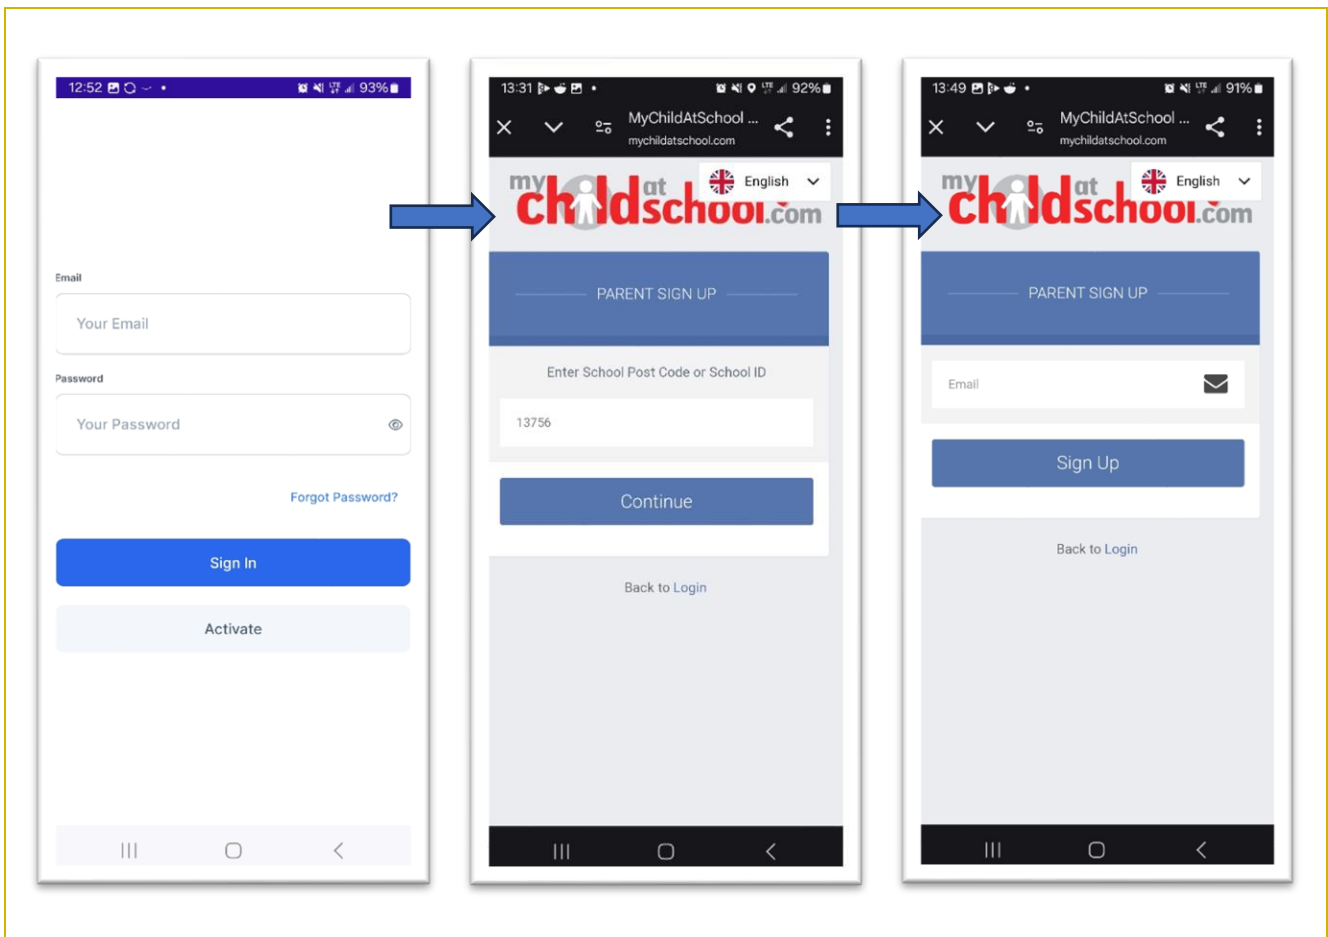 12:52
93%
Email
Your Email
Password
Your Password
Forgot Password?
Sign In
Activate
13:31
LTE
92%
MyChildAtSchool ...
mychildatschool.com
English
my child at school.com
PARENT SIGN UP
Enter School Post Code or School ID
13756
Continue
Back to Login
13:49
LTE
91%
MyChildAtSchool ...
mychildatschool.com
English
my child at school.com
PARENT SIGN UP
Email
Sign Up
Back to Login